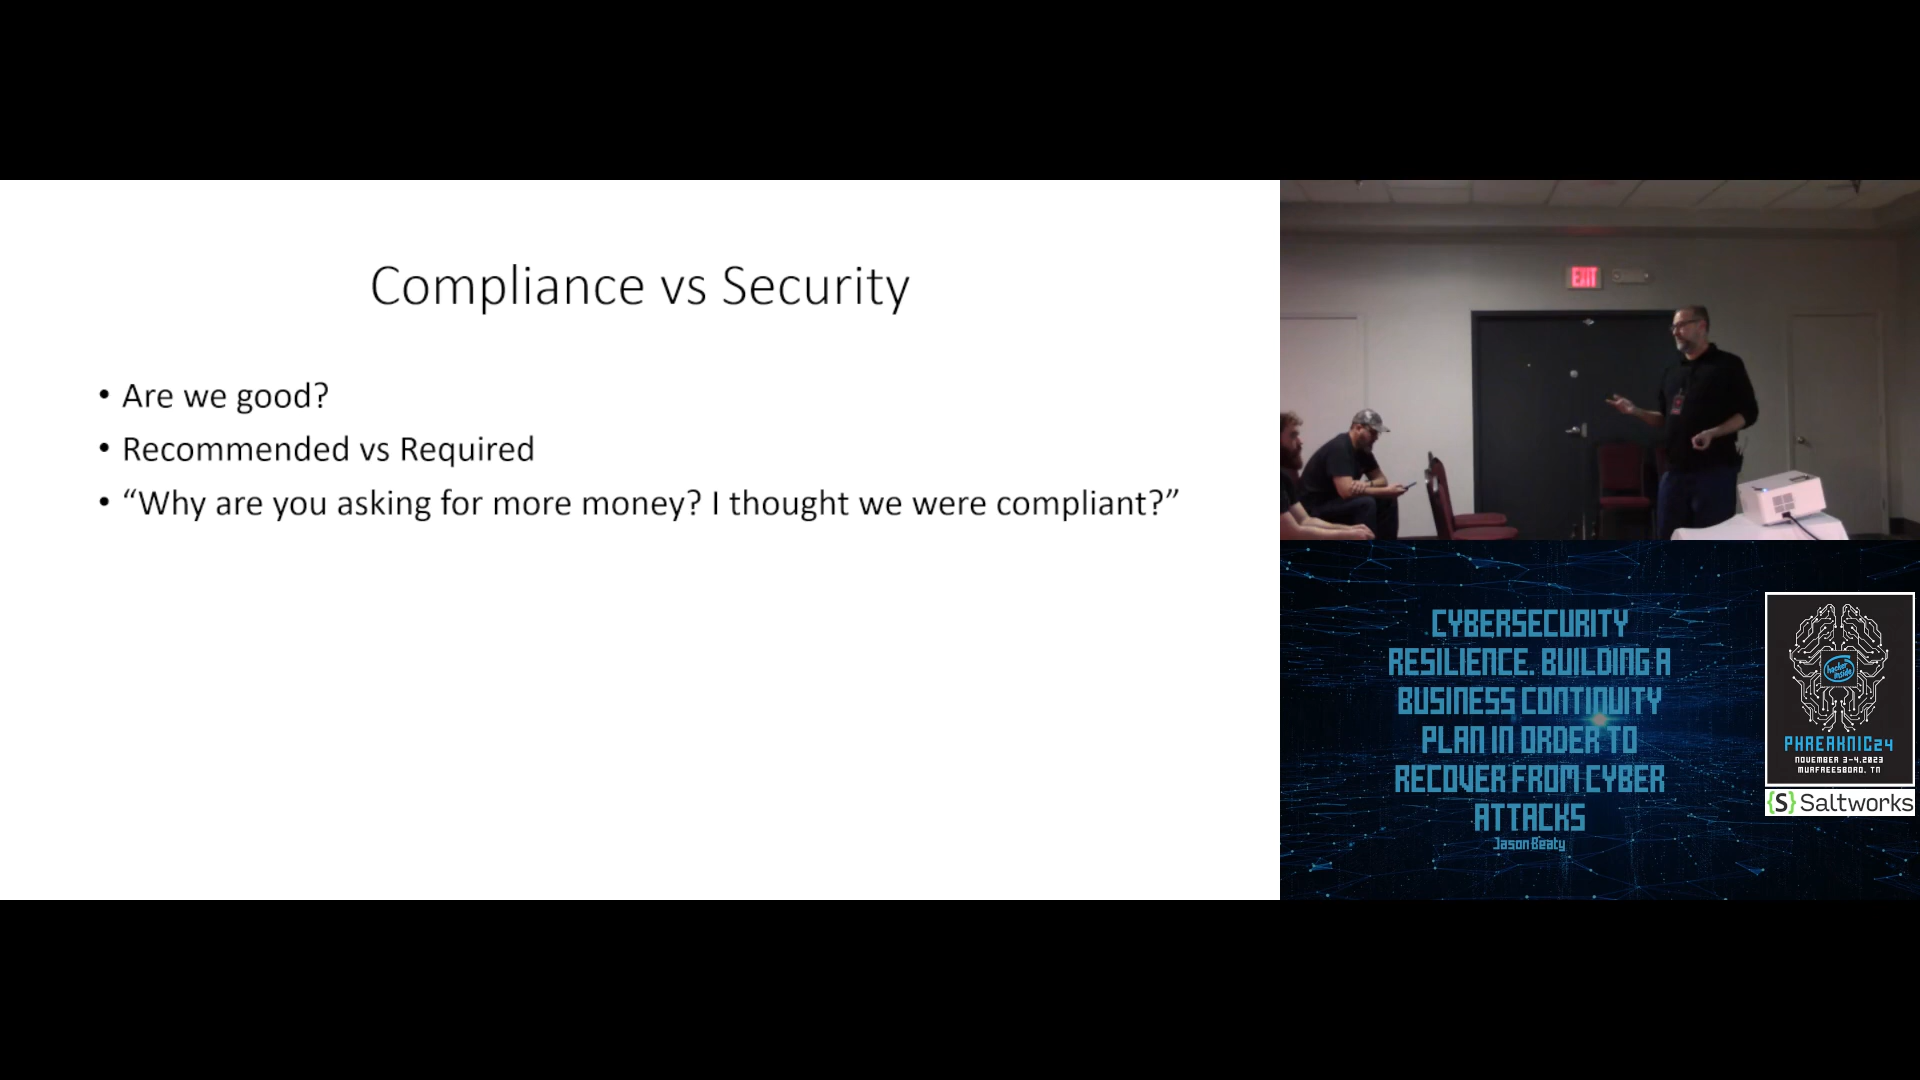 Compliance vs Security
• Are we good?
• Recommended vs Required
• “Why are you asking for more money? I thought we were compliant?”
EXIT
CYBERSECURITY
RESILIENCE. BUILDING A
BUSINESS CONTINUITY
PLAN IN ORDER TO
RECOVER FROM CYBER
ATTACKS
Jason Beaty
hacker
inside
PHREAKNIC24
NOVEMBER 3-4.2023
MURFREESBORO, TN
{S} Saltworks